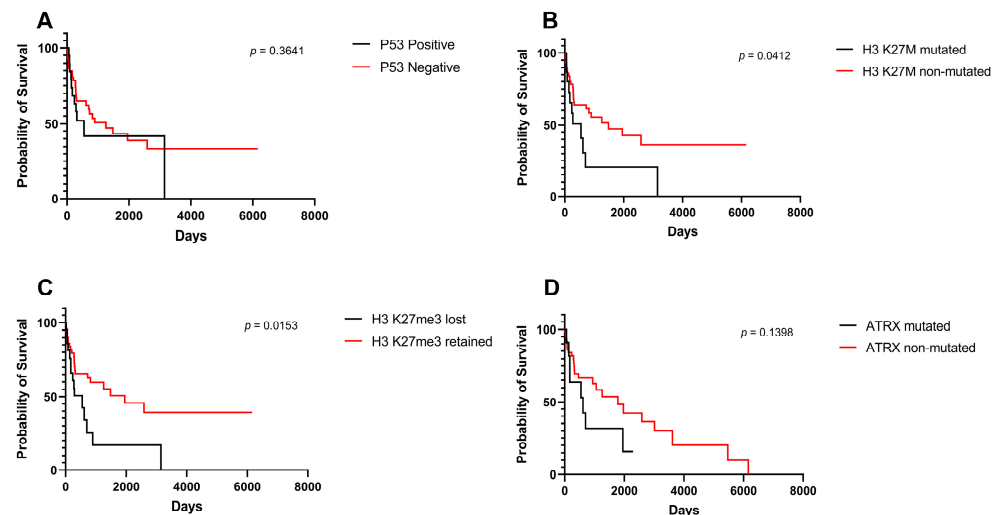 A
p = 0.3641
P53 Positive
P53 Negative
Probability of Survival
100
50
0
0 2000 4000 6000 8000
Days
B
p = 0.0412
H3 K27M mutated
H3 K27M non-mutated
Probability of Survival
100
50
0
0 2000 4000 6000 8000
Days
C
p = 0.0153
H3 K27me3 lost
H3 K27me3 retained
Probability of Survival
100
50
0
0 2000 4000 6000 8000
Days
D
p = 0.1398
ATRX mutated
ATRX non-mutated
Probability of Survival
100
50
0
0 2000 4000 6000 8000
Days